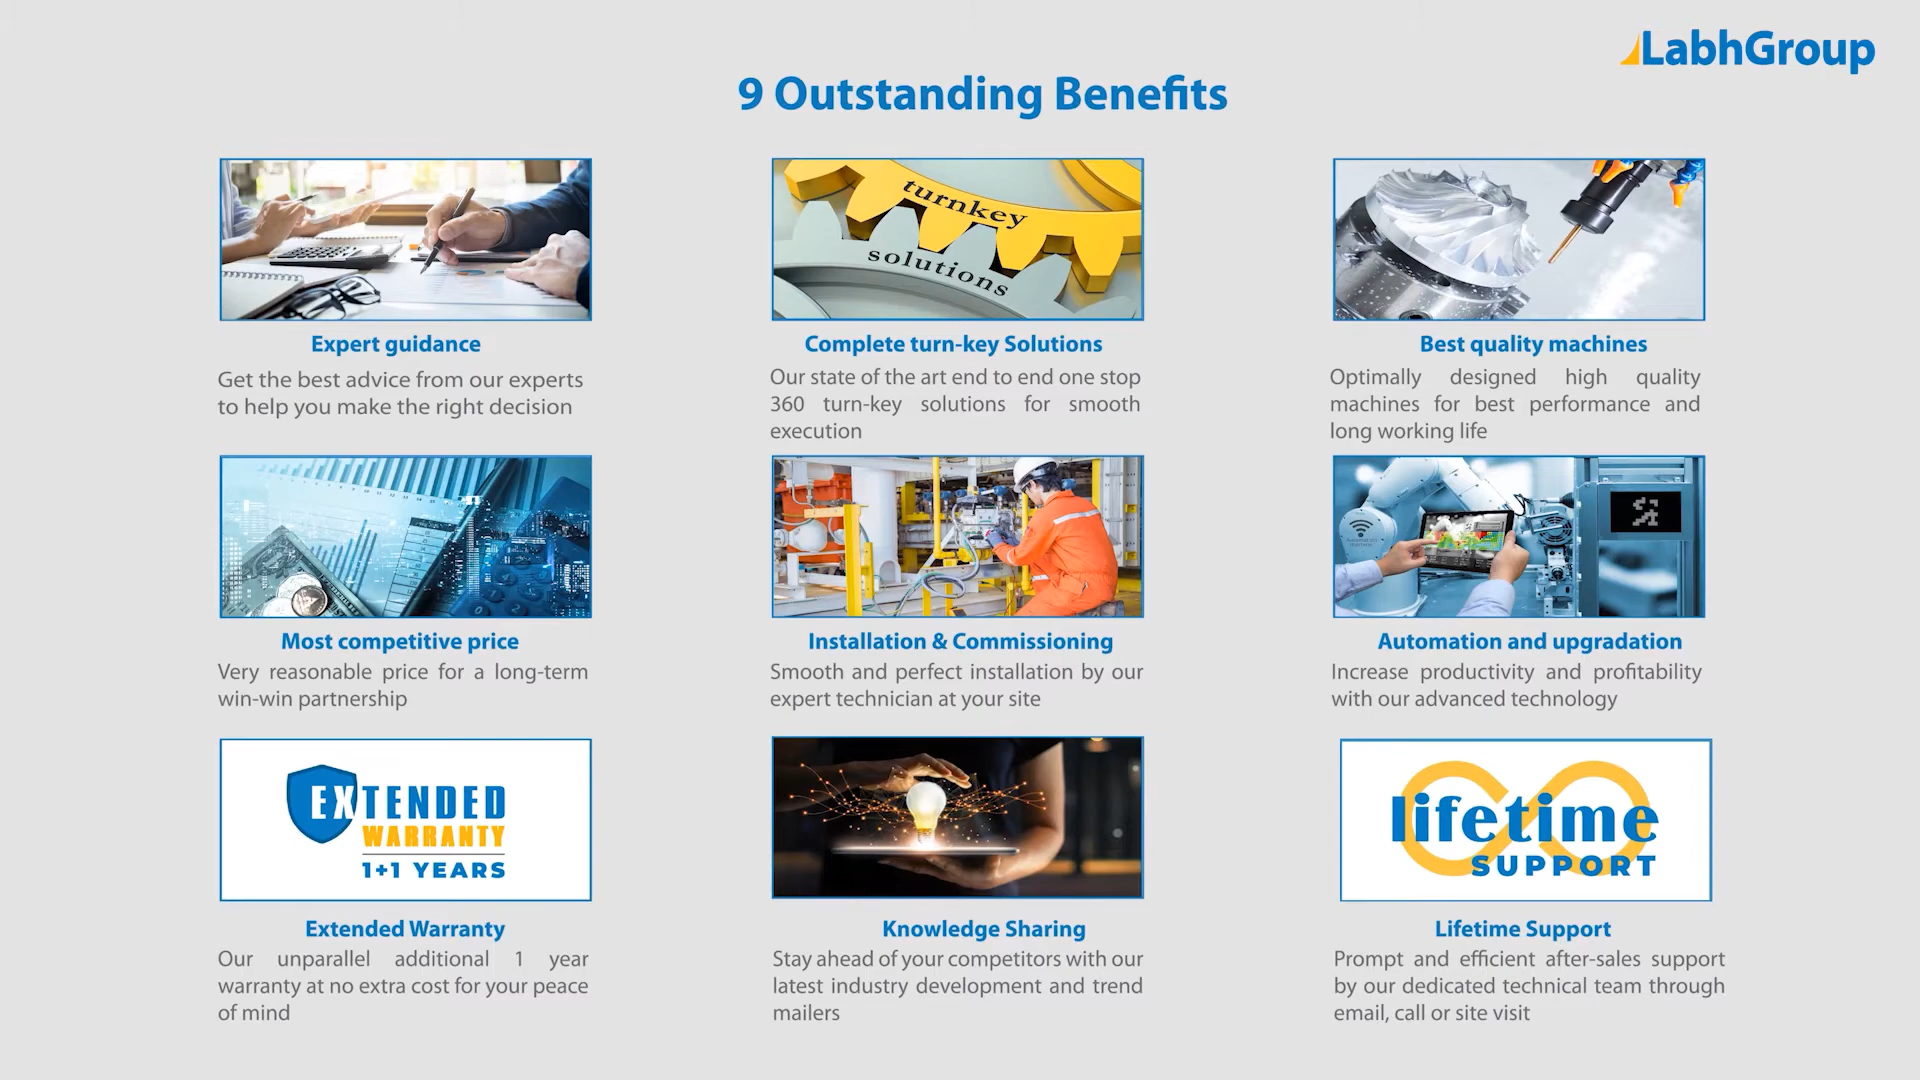 LabhGroup
9 Outstanding Benefits
turnkey
solutions
Expert guidance
Get the best advice from our experts
to help you make the right decision
Complete turn-key Solutions
Our state of the art end to end one stop
360 turn-key solutions for smooth
execution
Best quality machines
Optimally designed high quality
machines for best performance and
long working life
Most competitive price
Very reasonable price for a long-term
win-win partnership
Installation & Commissioning
Smooth and perfect installation by our
expert technician at your site
Automation and upgradation
Increase productivity and profitability
with our advanced technology
EXTENDED
WARRANTY
1+1 YEARS
lifetime
SUPPORT
Extended Warranty
Our unparallel additional 1 year
warranty at no extra cost for your peace
of mind
Knowledge Sharing
Stay ahead of your competitors with our
latest industry development and trend
mailers
Lifetime Support
Prompt and efficient after-sales support
by our dedicated technical team through
email, call or site visit